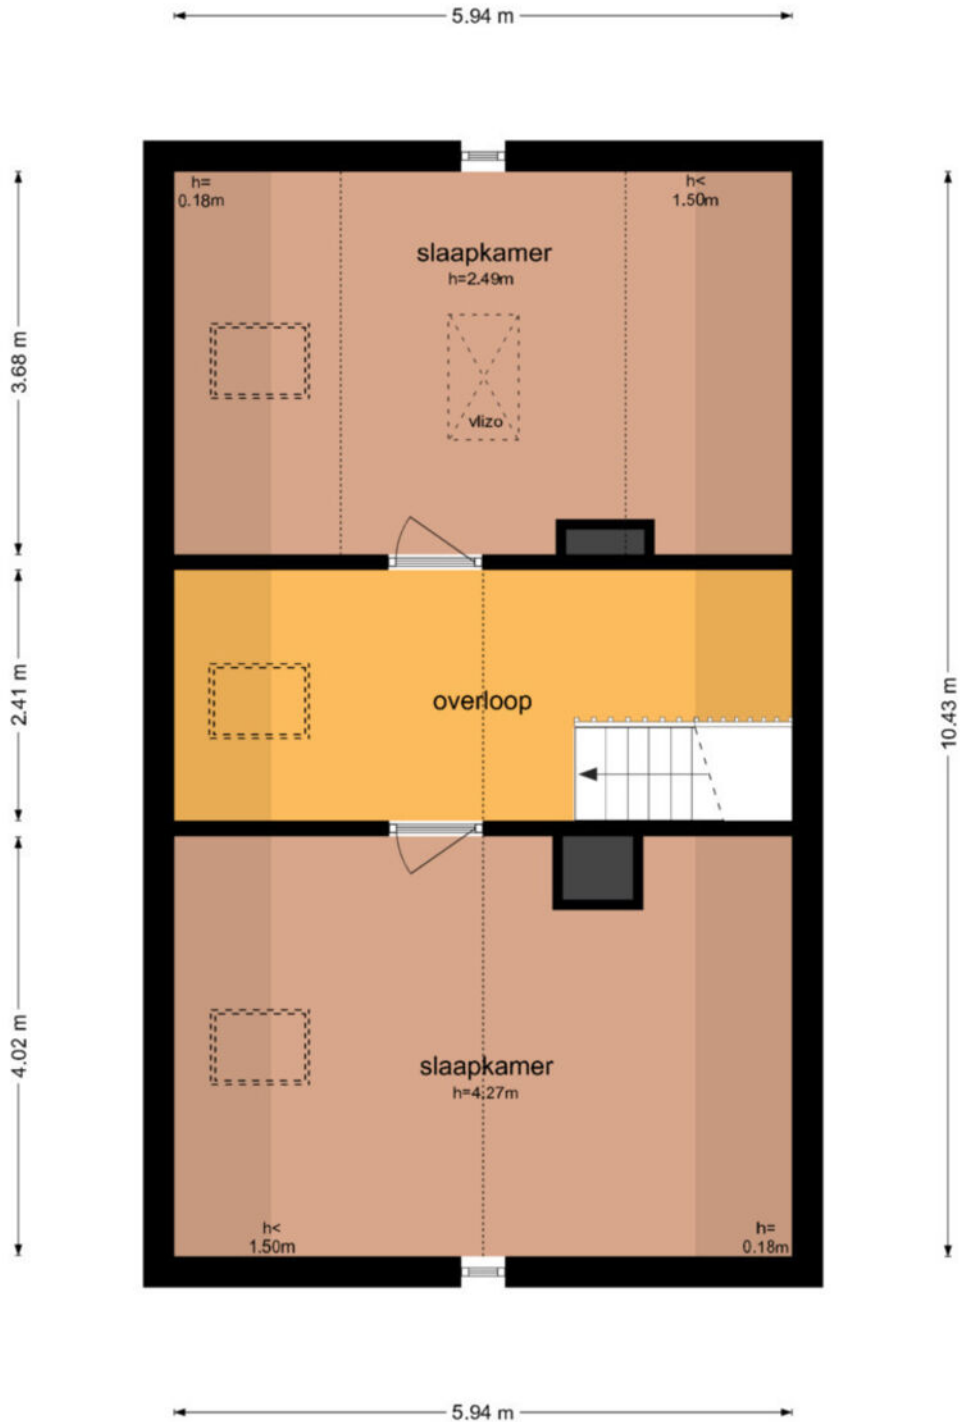 5.94 m
h=
0.18m
h<
1.50m
slaapkamer
h=2.49m
3.68 m
vlizo
2.41 m
overloop
10.43 m
4.02 m
slaapkamer
h=4.27m
h<
1.50m
h=
0.18m
5.94 m